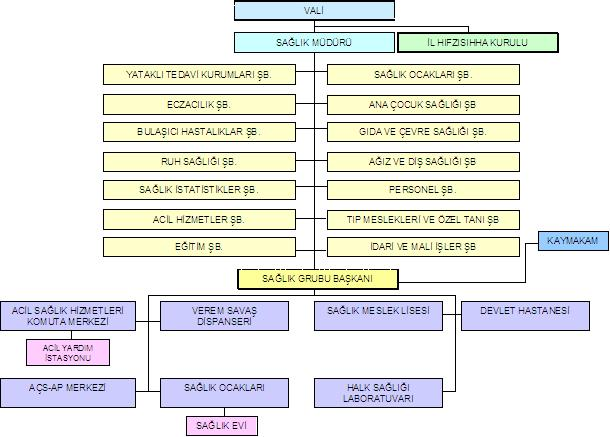 VALİ
SAĞLIK MÜDÜRÜ
İL HIFZISIHHA KURULU
YATAKLI TEDAVİ KURUMLARI ŞB.
SAĞLIK OCAKLARI ŞB.
ECZACILIK ŞB.
ANA ÇOCUK SAĞLIĞI ŞB
BULAŞICI HASTALIKLAR ŞB.
GIDA VE ÇEVRE SAĞLIĞI ŞB.
RUH SAĞLIĞI ŞB.
AĞIZ VE DİŞ SAĞLIĞI ŞB
SAĞLIK İSTATİSTİKLER ŞB.
PERSONEL ŞB.
ACİL HİZMETLER ŞB.
TIP MESLEKLERİ VE ÖZEL TANI ŞB
EĞİTİM ŞB.
İDARİ VE MALİ İŞLER ŞB
KAYMAKAM
SAĞLIK GRUBU BAŞKANI
ACİL SAĞLIK HİZMETLERİ
KOMUTA MERKEZİ
VEREM SAVAŞ
DİSPANSERİ
SAĞLIK MESLEK LİSESİ
DEVLET HASTANESİ
ACİL YARDIM
İSTASYONU
AÇS-AP MERKEZİ
SAĞLIK OCAKLARI
HALK SAĞLIĞI
LABORATUVARI
SAĞLIK EVİ